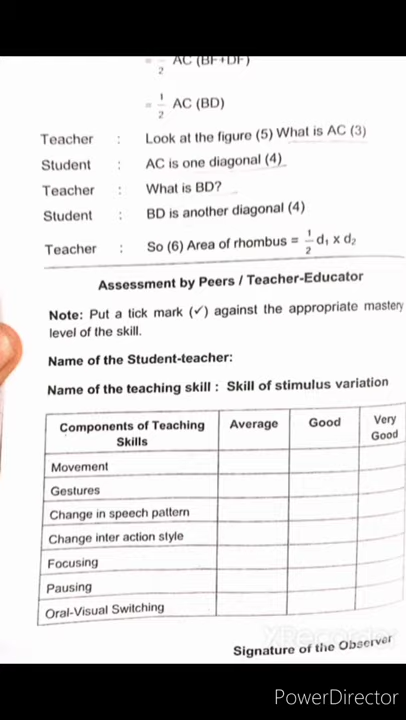 = 1/2 AC (BF+DF)
= 1/2 AC (BD)
Teacher : Look at the figure (5) What is AC (3)
Student : AC is one diagonal (4)
Teacher : What is BD?
Student : BD is another diagonal (4)
Teacher : So (6) Area of rhombus = 1/2 d₁ x d₂
Assessment by Peers / Teacher-Educator
Note: Put a tick mark (✓) against the appropriate mastery
level of the skill.
Name of the Student-teacher:
Name of the teaching skill : Skill of stimulus variation
Components of Teaching Skills Average Good Very Good
Movement
Gestures
Change in speech pattern
Change inter action style
Focusing
Pausing
Oral-Visual Switching
Signature of the Observer
XRecorder
PowerDirector